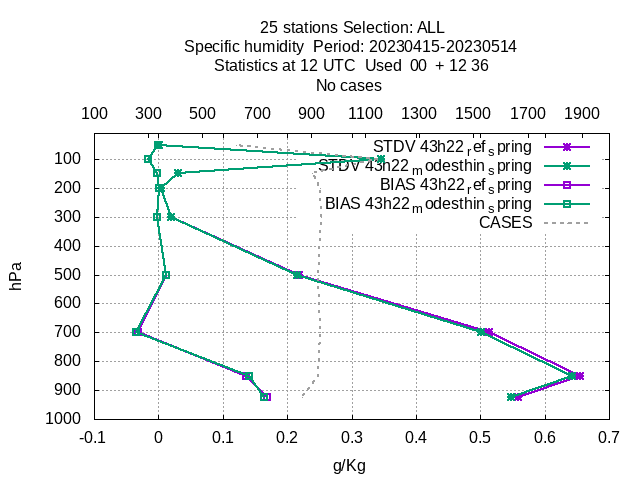 25 stations Selection: ALL
Specific humidity  Period: 20230415-20230514
Statistics at 12 UTC  Used  00  + 12 36
No cases
100 300 500 700 900 1100 1300 1500 1700 1900
STDV 43h22_ref_spring
STDV 43h22_modesthin_spring
BIAS 43h22_ref_spring
BIAS 43h22_modesthin_spring
CASES
100
200
300
400
500
600
700
800
900
1000
hPa
-0.1 0 0.1 0.2 0.3 0.4 0.5 0.6 0.7
g/Kg